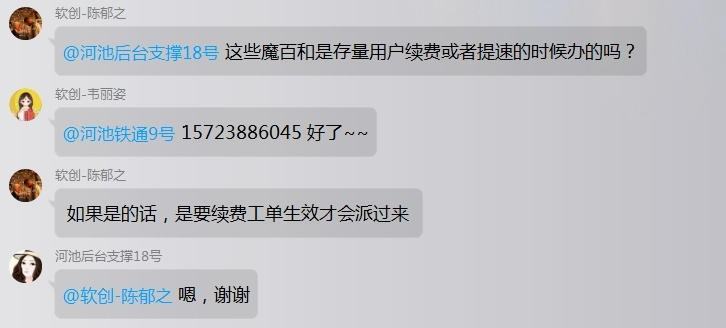 软创-陈郁之
@河池后台支撑18号 这些魔百和是存量用户续费或者提速的时候办的吗？
软创-韦丽姿
@河池铁通9号 15723886045 好了~~
软创-陈郁之
如果是的话，是要续费工单生效才会派过来
河池后台支撑18号
@软创-陈郁之 嗯，谢谢